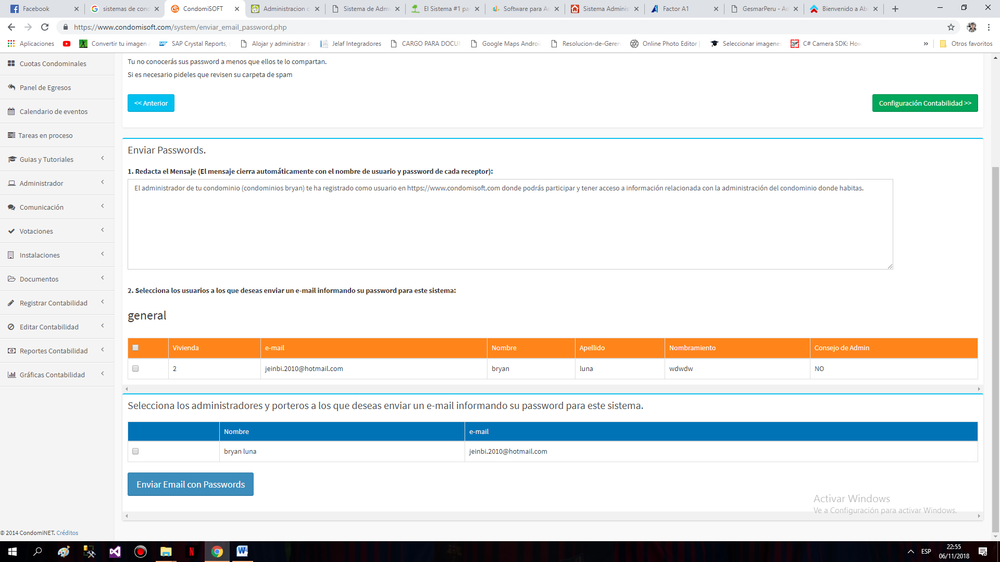 Facebook
sistemas de con
CondomiSOFT
Administracion c
Sistema de Admi
El Sistema #1 pa
Software para A
Sistema Adminis
Factor A1
GesmarPeru - Ad
Bienvenido a Ab
https://www.condomisoft.com/system/enviar_email_password.php
Aplicaciones
Convertir tu imagen
SAP Crystal Reports,
Alojar y administrar s
Jelaf Integradores
CARGO PARA DOCU
Google Maps Androi
Resolucion-de-Geren
Online Photo Editor |
Seleccionar imagenes
C# Camera SDK: How
»
Otros favoritos
Cuotas Condominales
Panel de Egresos
Calendario de eventos
Tareas en proceso
Guias y Tutoriales
Administrador
Comunicación
Votaciones
Instalaciones
Documentos
Registrar Contabilidad
Editar Contabilidad
Reportes Contabilidad
Gráficas Contabilidad
© 2014 CondomiNET. Créditos
Tu no conocerás sus password a menos que ellos te lo compartan.
Si es necesario pideles que revisen su carpeta de spam
<< Anterior
Configuración Contabilidad >>
Enviar Passwords.
1. Redacta el Mensaje (El mensaje cierra automáticamente con el nombre de usuario y password de cada receptor):
El administrador de tu condominio (condominios bryan) te ha registrado como usuario en https://www.condomisoft.com donde podrás participar y tener acceso a información relacionada con la administración del condominio donde habitas.
2. Selecciona los usuarios a los que deseas enviar un e-mail informando su password para este sistema:
general
Vivienda e-mail Nombre Apellido Nombramiento Consejo de Admin
2 jeinbi.2010@hotmail.com bryan luna wdwdw NO
Selecciona los administradores y porteros a los que deseas enviar un e-mail informando su password para este sistema.
Nombre e-mail
bryan luna jeinbi.2010@hotmail.com
Enviar Email con Passwords
Activar Windows
Ve a Configuración para activar Windows.
ESP
22:55
06/11/2018